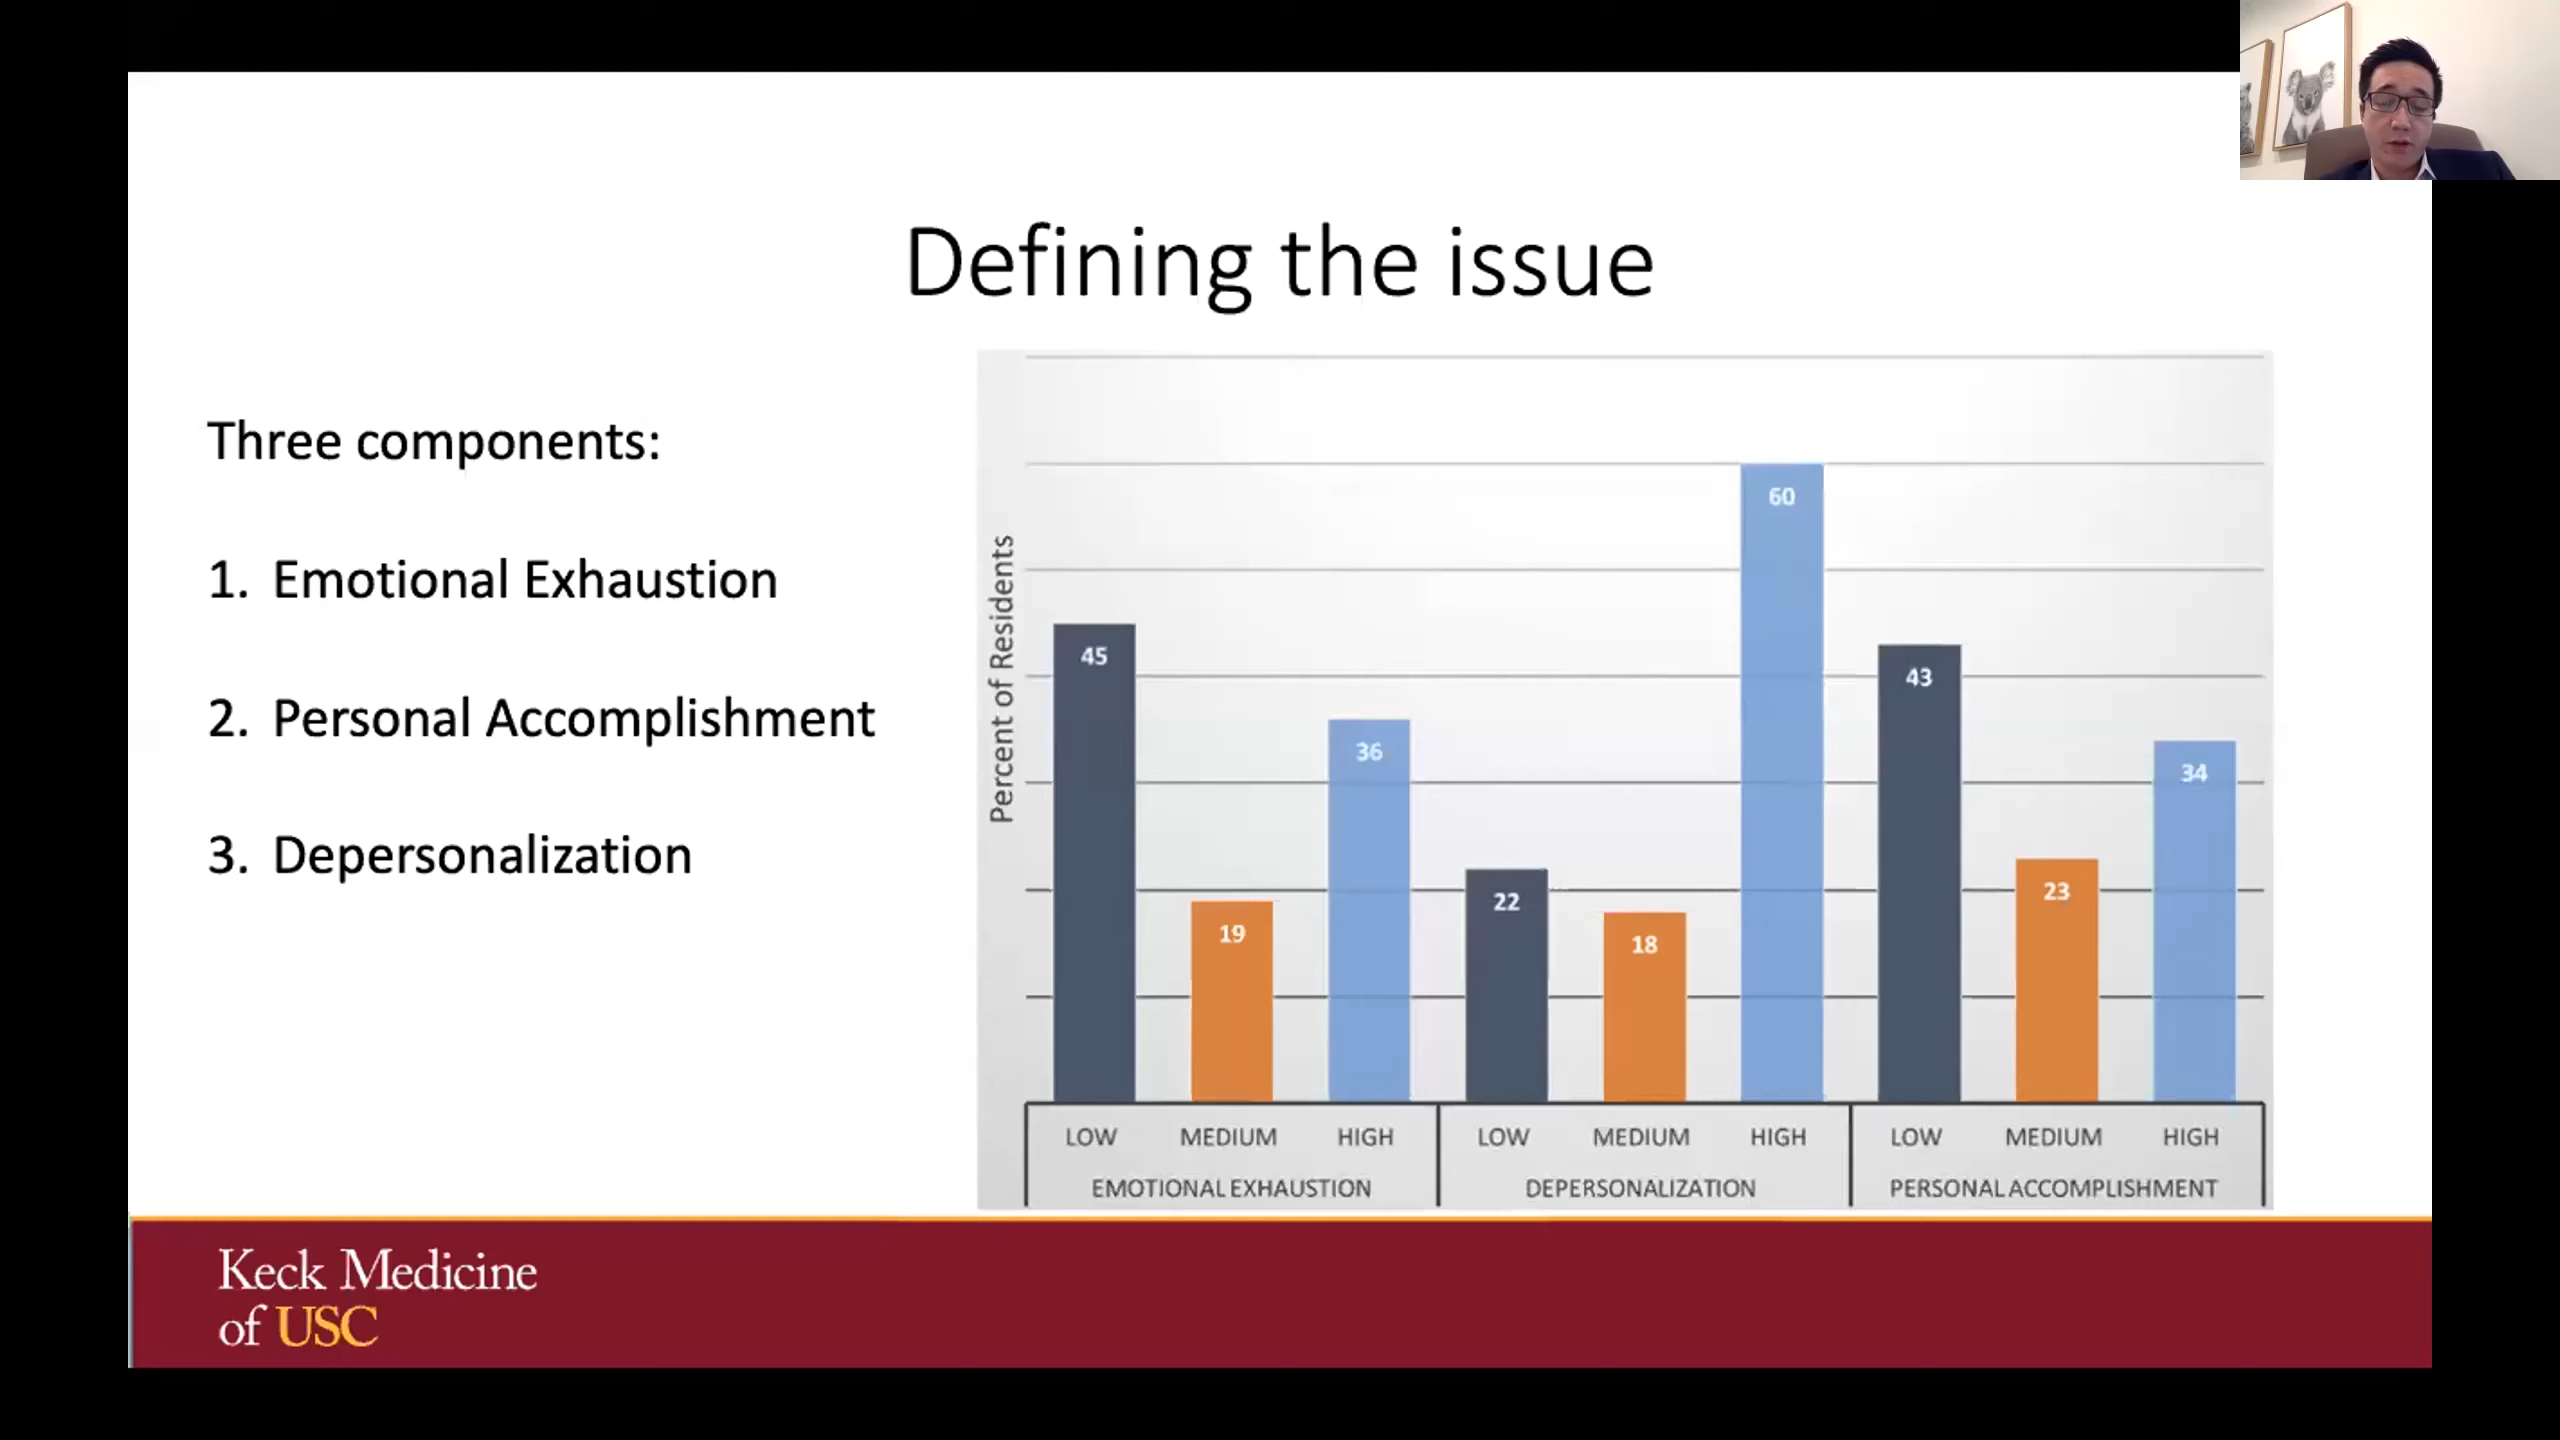 Defining the issue
Three components:
1. Emotional Exhaustion
2. Personal Accomplishment
3. Depersonalization
Percent of Residents
45
19
36
22
18
60
43
23
34
LOW MEDIUM HIGH LOW MEDIUM HIGH LOW MEDIUM HIGH
EMOTIONAL EXHAUSTION DEPERSONALIZATION PERSONAL ACCOMPLISHMENT
Keck Medicine
of USC